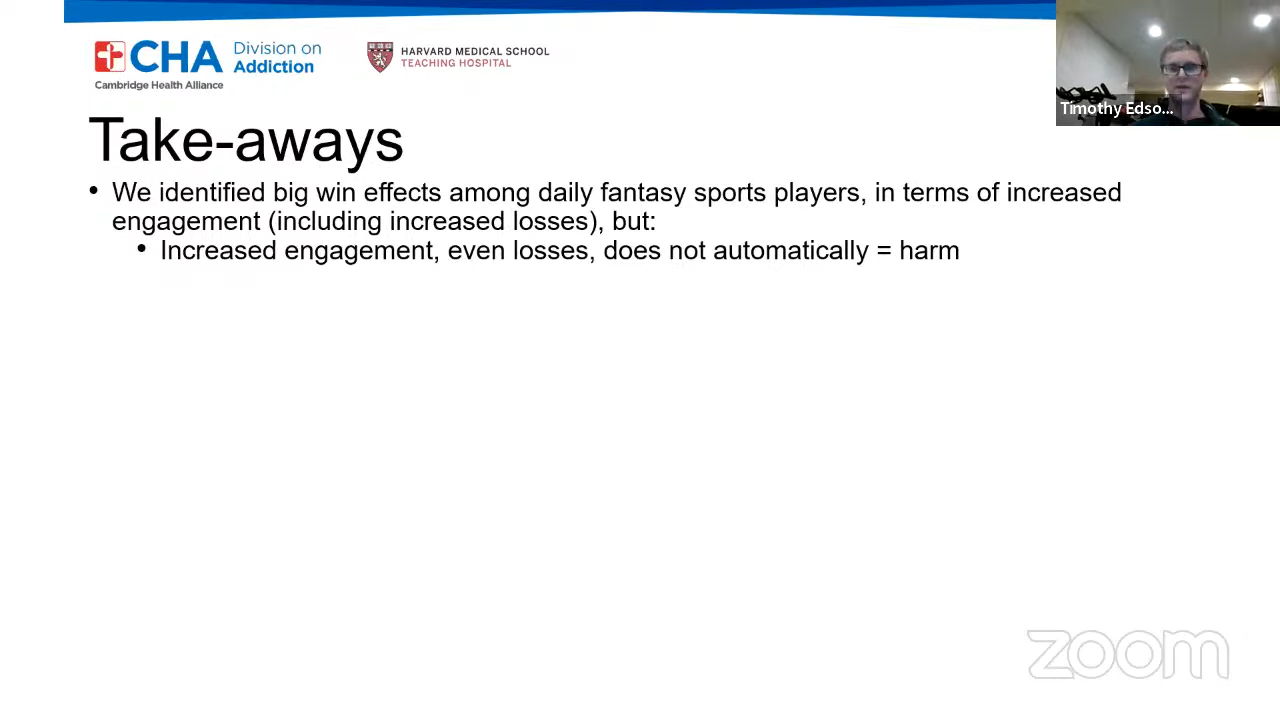 CHA Division on Addiction
Cambridge Health Alliance
HARVARD MEDICAL SCHOOL
TEACHING HOSPITAL
Timothy Edso...
Take-aways
• We identified big win effects among daily fantasy sports players, in terms of increased
engagement (including increased losses), but:
• Increased engagement, even losses, does not automatically = harm
zoom